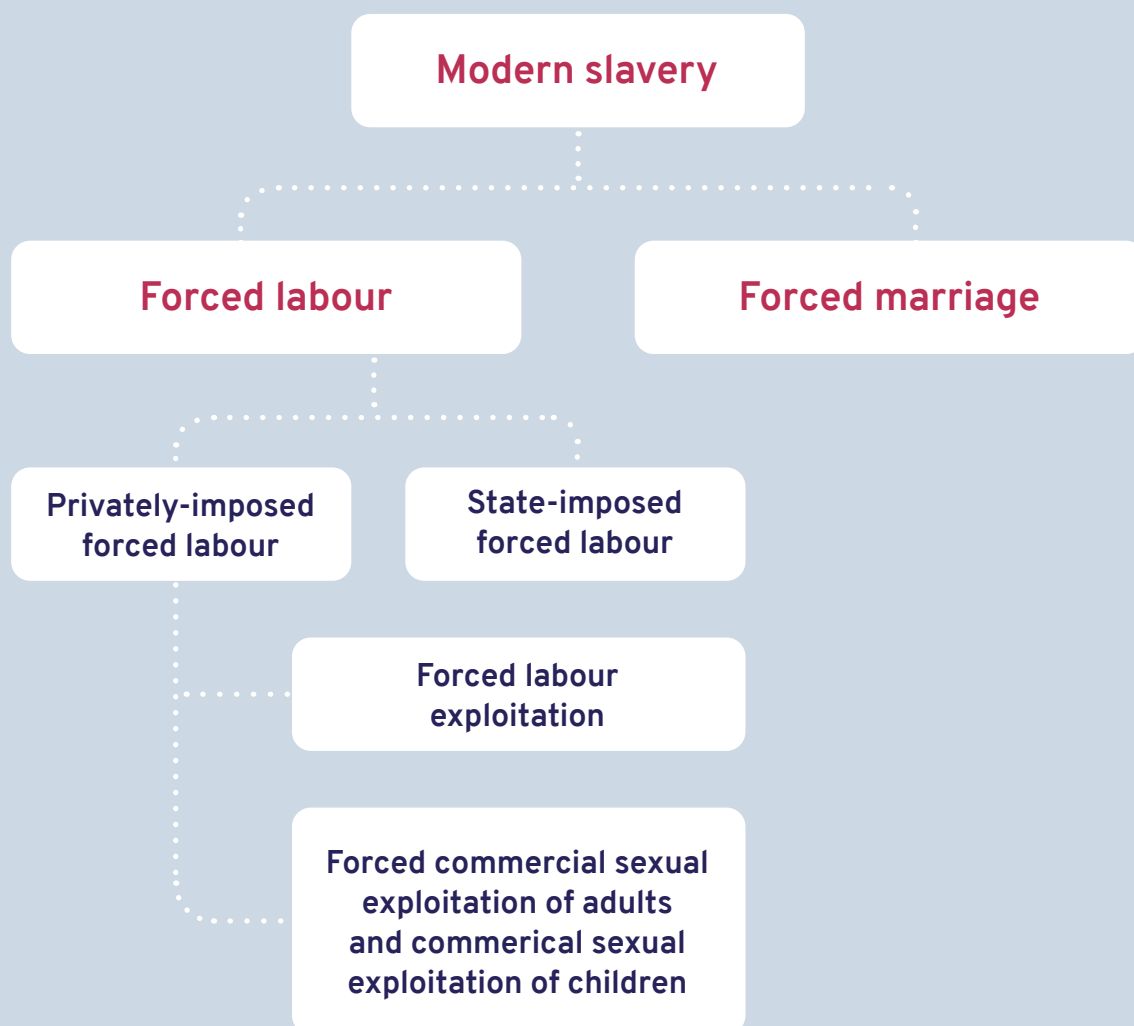 Modern slavery
Forced labour
Forced marriage
Privately-imposed
forced labour
State-imposed
forced labour
Forced labour
exploitation
Forced commercial sexual
exploitation of adults
and commerical sexual
exploitation of children